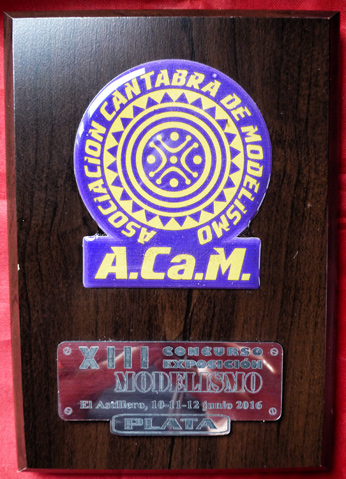 ASOCIACIÓN CANTABRA DE MODELISMO
A.Ca.M.
XIII CONCURSO
EXPOSICIÓN
MODELISMO
El Astillero, 10-11-12 junio 2016
PLATA